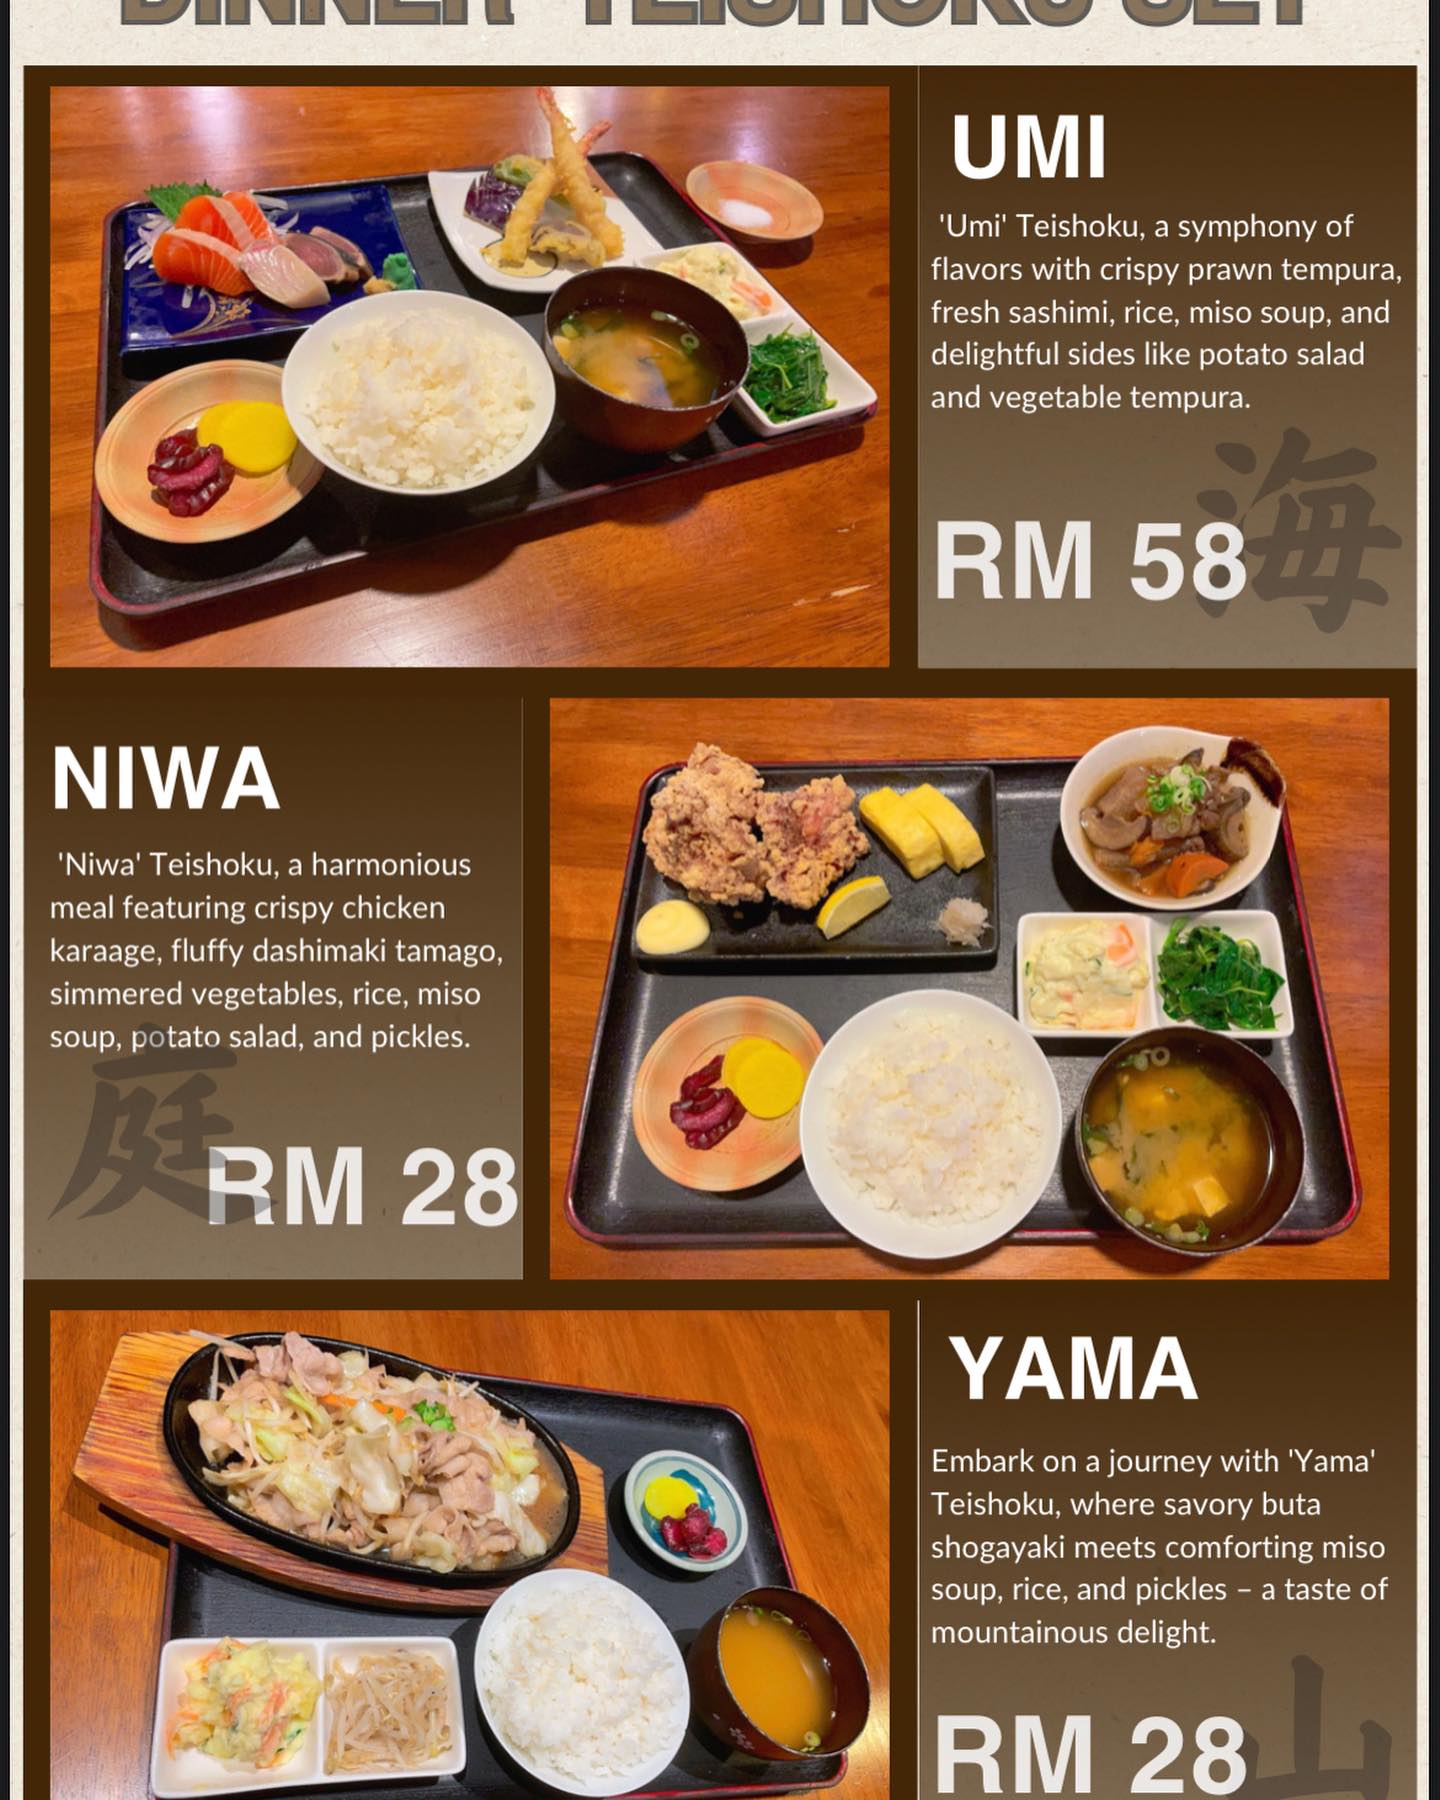 DINNER TEISHOKU SET
UMI
'Umi' Teishoku, a symphony of
flavors with crispy prawn tempura,
fresh sashimi, rice, miso soup, and
delightful sides like potato salad
and vegetable tempura.
海
RM 58
NIWA
'Niwa' Teishoku, a harmonious
meal featuring crispy chicken
karaage, fluffy dashimaki tamago,
simmered vegetables, rice, miso
soup, potato salad, and pickles.
庭
RM 28
YAMA
Embark on a journey with 'Yama'
Teishoku, where savory buta
shogayaki meets comforting miso
soup, rice, and pickles – a taste of
mountainous delight.
山
RM 28